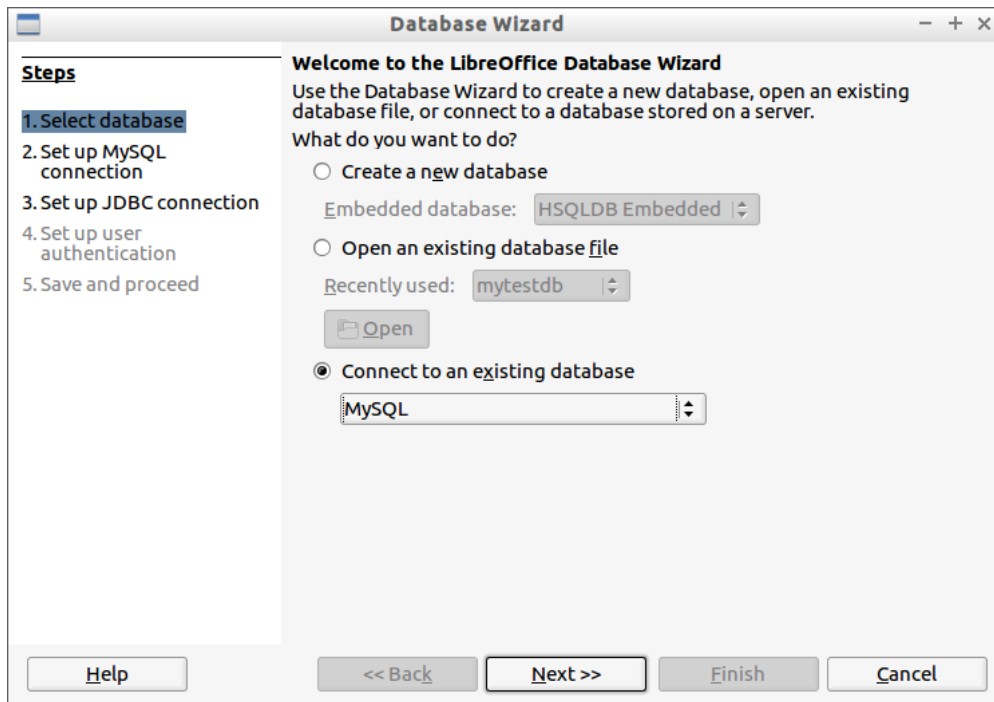 Database Wizard
Steps
1. Select database
2. Set up MySQL
connection
3. Set up JDBC connection
4. Set up user
authentication
5. Save and proceed
Welcome to the LibreOffice Database Wizard
Use the Database Wizard to create a new database, open an existing
database file, or connect to a database stored on a server.
What do you want to do?
Create a new database
Embedded database: HSQLDB Embedded
Open an existing database file
Recently used: mytestdb
Open
Connect to an existing database
MySQL
Help << Back Next >> Finish Cancel